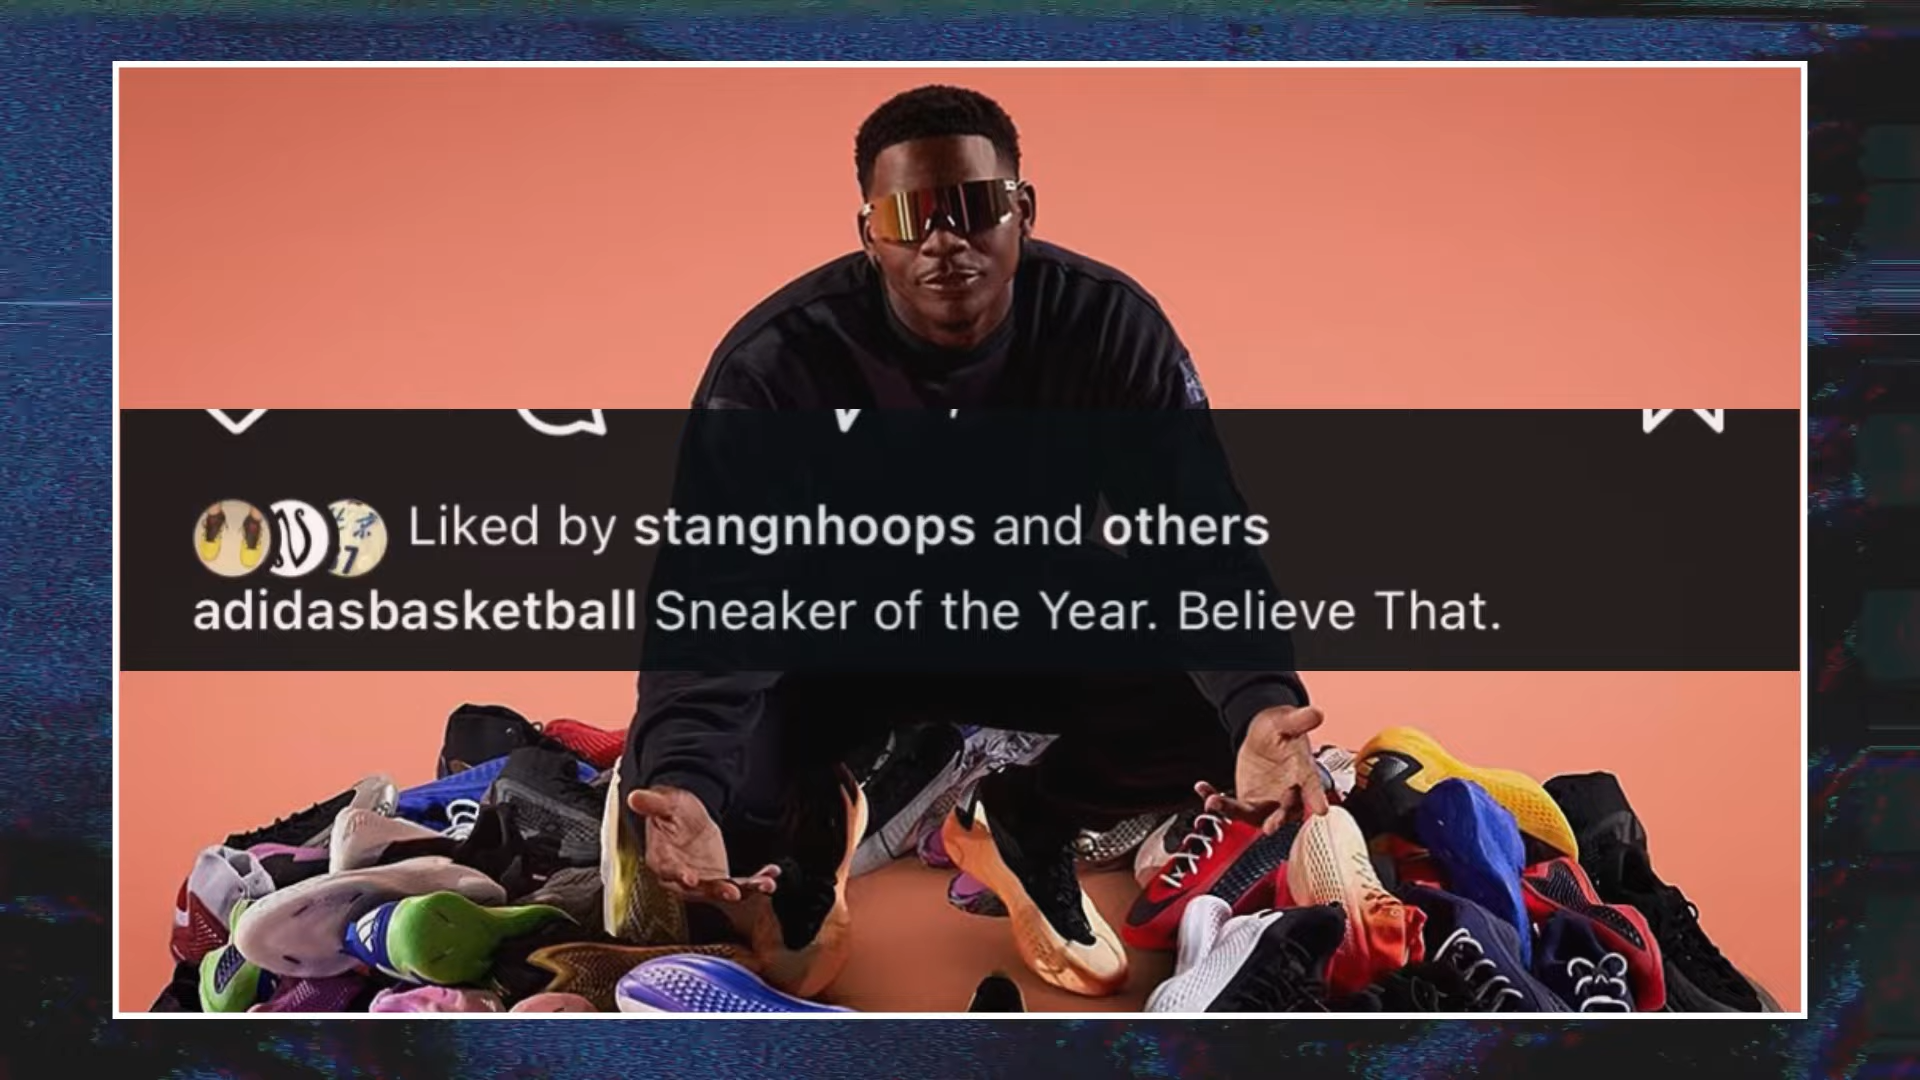 Liked by stangnhoops and others
adidasbasketball Sneaker of the Year. Believe That.